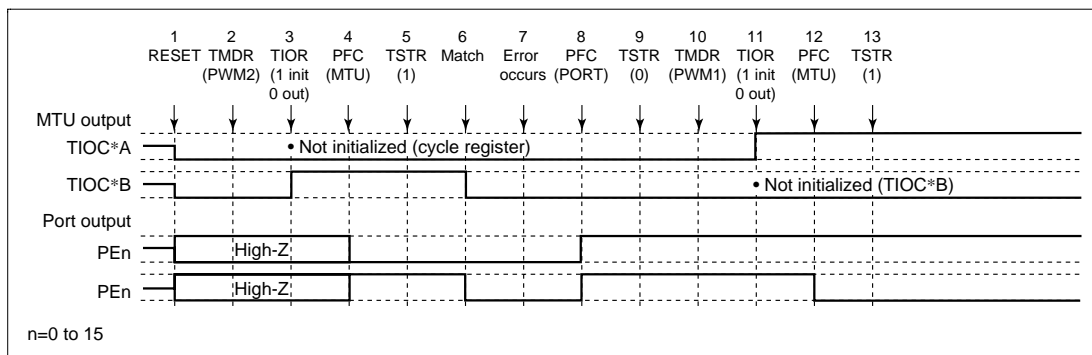 1 2 3 4 5 6 7 8 9 10 11 12 13
RESET TMDR TIOR PFC TSTR Match Error PFC TSTR TMDR TIOR PFC TSTR
(PWM2) (1 init (MTU) (1) occurs (PORT) (0) (PWM1) (1 init (MTU) (1)
0 out) 0 out)
MTU output
TIOC*A • Not initialized (cycle register)
TIOC*B • Not initialized (TIOC*B)
Port output
PEn High-Z
PEn High-Z
n=0 to 15